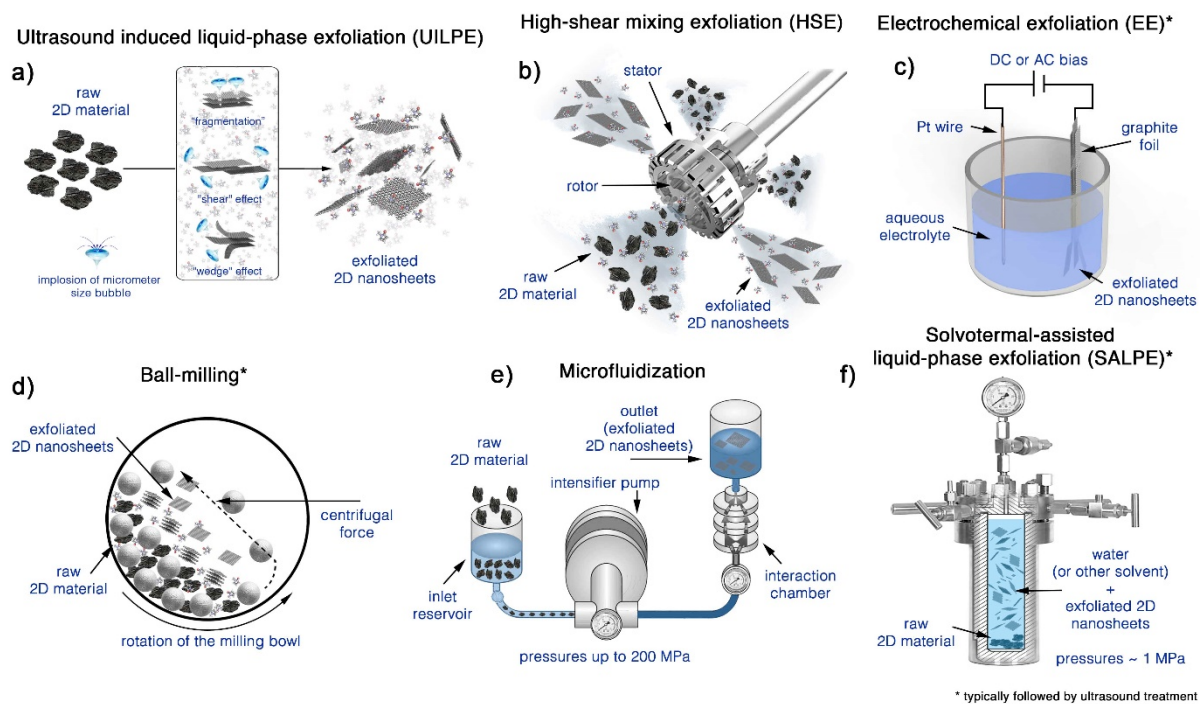 Ultrasound induced liquid-phase exfoliation (UILPE)
a)
raw
2D material
"fragmentation"
"shear" effect
"wedge" effect
implosion of micrometer
size bubble
exfoliated
2D nanosheets
High-shear mixing exfoliation (HSE)
b)
stator
rotor
raw
2D material
exfoliated
2D nanosheets
Electrochemical exfoliation (EE)*
c)
DC or AC bias
Pt wire
graphite
foil
aqueous
electrolyte
exfoliated
2D nanosheets
Ball-milling*
d)
exfoliated
2D nanosheets
centrifugal
force
raw
2D material
rotation of the milling bowl
e)
Microfluidization
outlet
(exfoliated
2D nanosheets)
raw
2D material
intensifier pump
inlet
reservoir
interaction
chamber
pressures up to 200 MPa
Solvotermal-assisted
liquid-phase exfoliation (SALPE)*
f)
water
(or other solvent)
+
exfoliated 2D
nanosheets
raw
2D material
pressures ~ 1 MPa
* typically followed by ultrasound treatment